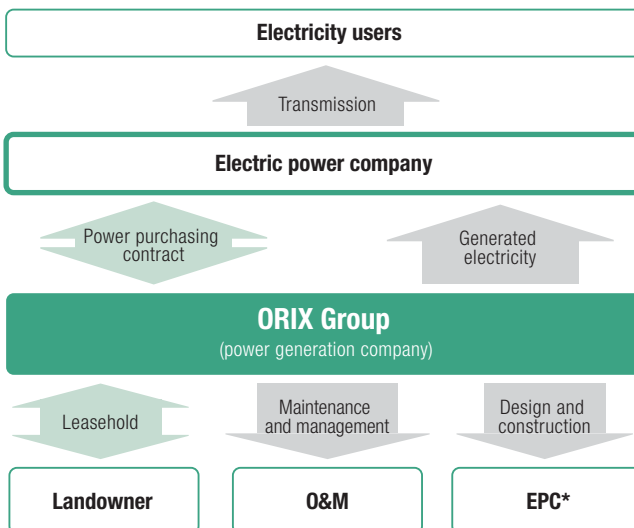 Electricity users
Transmission
Electric power company
Power purchasing
contract
Generated
electricity
ORIX Group
(power generation company)
Leasehold
Maintenance
and management
Design and
construction
Landowner
O&M
EPC*